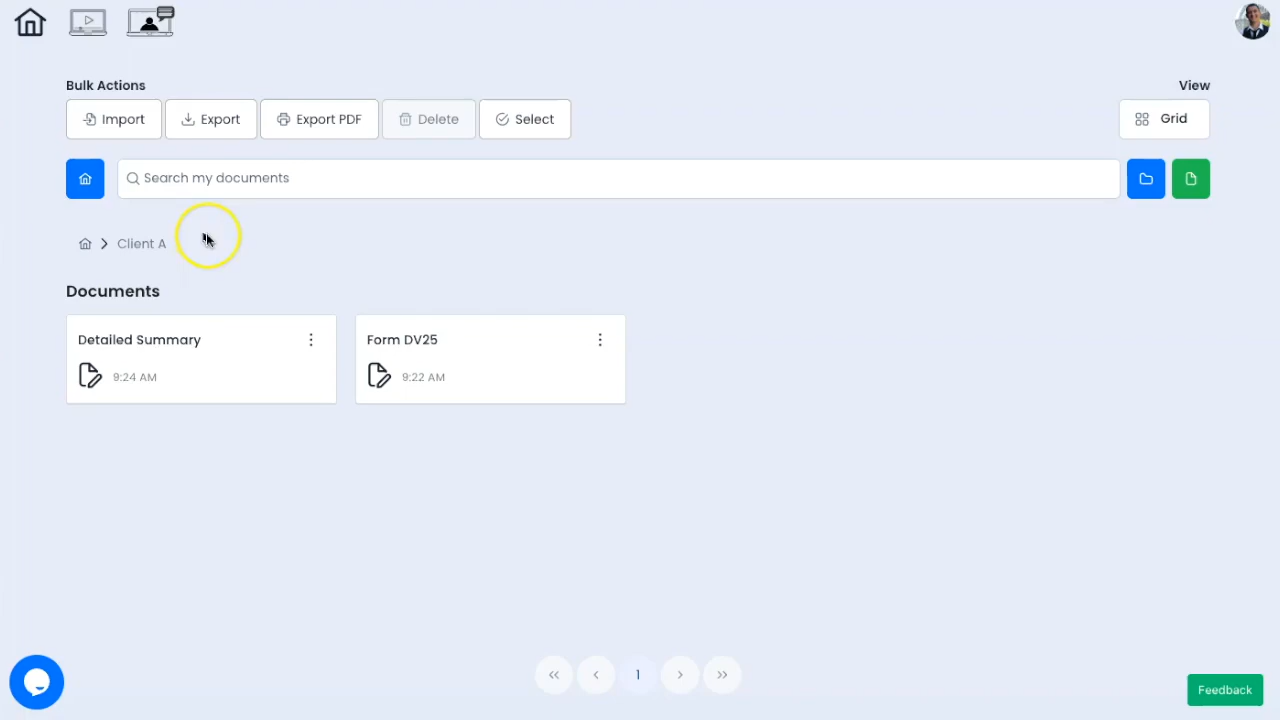 Bulk Actions
View
Import
Export
Export PDF
Delete
Select
Grid
Search my documents
Client A
Documents
Detailed Summary
9:24 AM
Form DV25
9:22 AM
1
Feedback